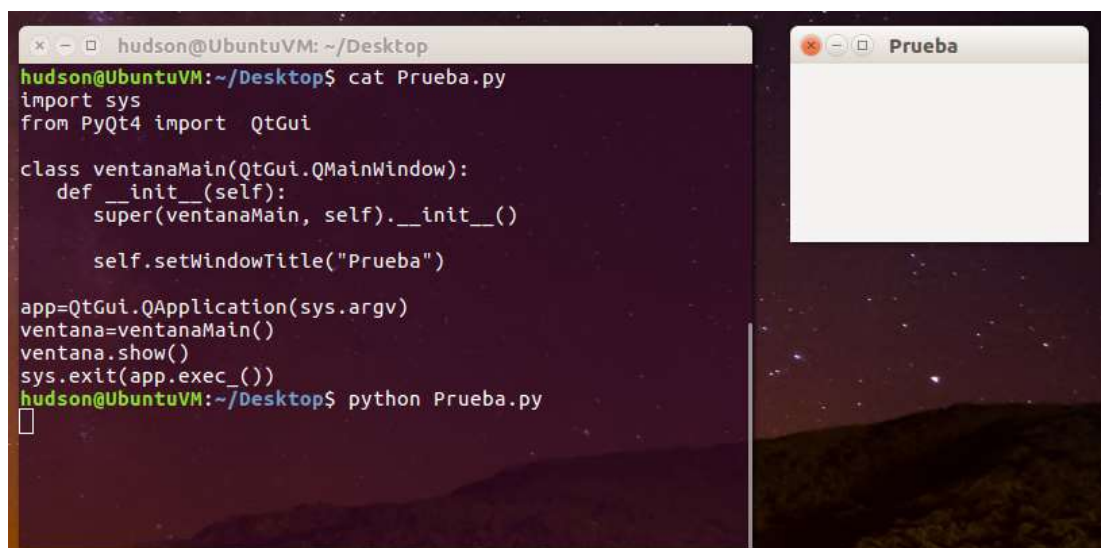 hudson@UbuntuVM: ~/Desktop
hudson@UbuntuVM:~/Desktop$ cat Prueba.py
import sys
from PyQt4 import  QtGui
class ventanaMain(QtGui.QMainWindow):
   def __init__(self):
      super(ventanaMain, self).__init__()
      self.setWindowTitle("Prueba")
app=QtGui.QApplication(sys.argv)
ventana=ventanaMain()
ventana.show()
sys.exit(app.exec_())
hudson@UbuntuVM:~/Desktop$ python Prueba.py
Prueba